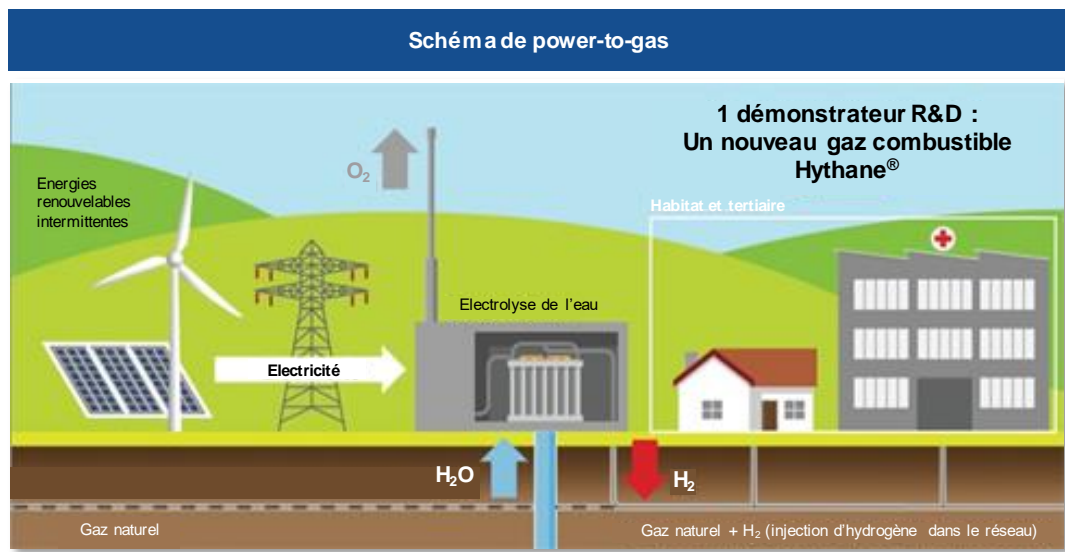 Schéma de power-to-gas
1 démonstrateur R&D :
Un nouveau gaz combustible
Hythane®
O₂
Energies
renouvelables
intermittentes
Habitat et tertiaire
Electrolyse de l'eau
Electricité
H₂O
H₂
Gaz naturel
Gaz naturel + H₂ (injection d'hydrogène dans le réseau)